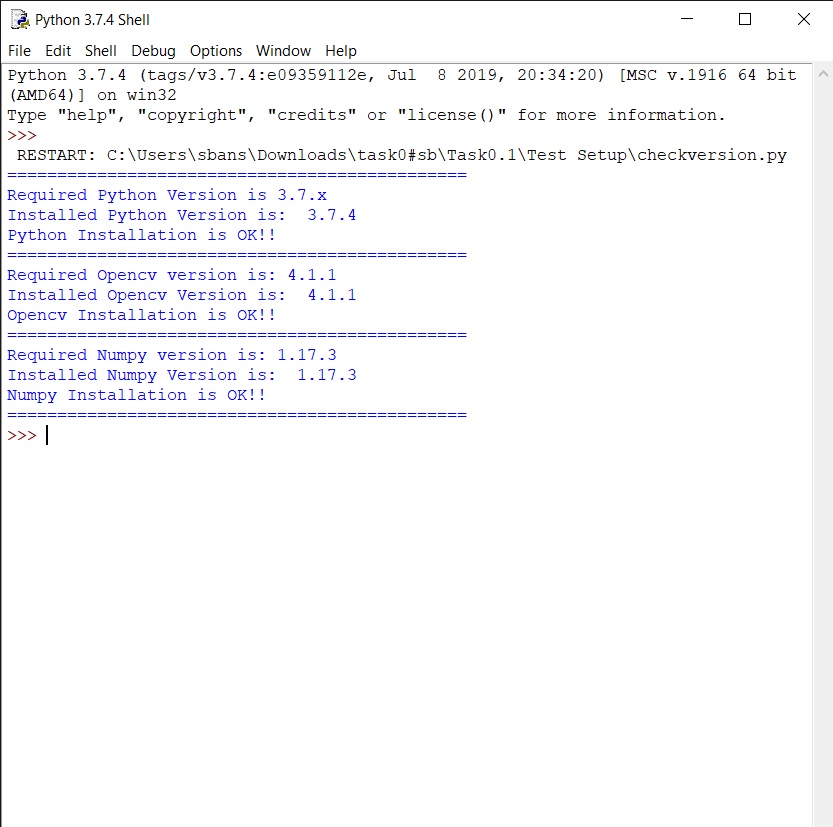 Python 3.7.4 Shell
File Edit Shell Debug Options Window Help
Python 3.7.4 (tags/v3.7.4:e09359112e, Jul  8 2019, 20:34:20) [MSC v.1916 64 bit
(AMD64)] on win32
Type "help", "copyright", "credits" or "license()" for more information.
>>>
 RESTART: C:\Users\sbans\Downloads\task0#sb\Task0.1\Test Setup\checkversion.py
==============================================
Required Python Version is 3.7.x
Installed Python Version is:  3.7.4
Python Installation is OK!!
==============================================
Required Opencv version is: 4.1.1
Installed Opencv Version is:  4.1.1
Opencv Installation is OK!!
==============================================
Required Numpy version is: 1.17.3
Installed Numpy Version is:  1.17.3
Numpy Installation is OK!!
==============================================
>>>